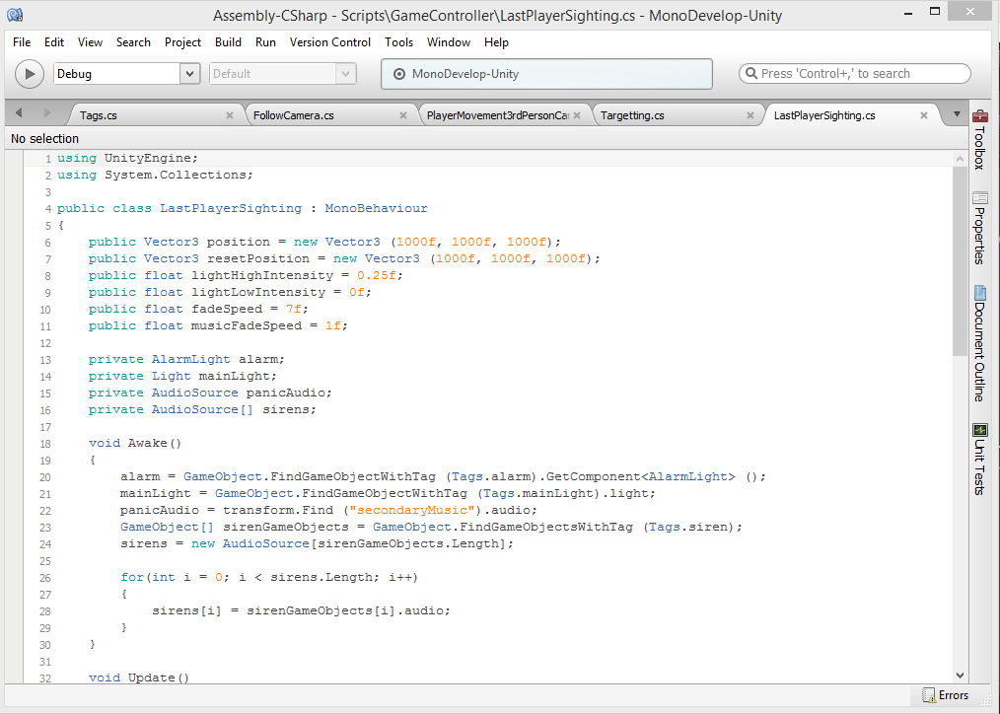 Assembly-CSharp - Scripts\GameController\LastPlayerSighting.cs - MonoDevelop-Unity
File Edit View Search Project Build Run Version Control Tools Window Help
Debug Default MonoDevelop-Unity Press 'Control+,' to search
Tags.cs FollowCamera.cs PlayerMovement3rdPersonCa Targetting.cs LastPlayerSighting.cs
No selection
1 using UnityEngine;
2 using System.Collections;
3
4 public class LastPlayerSighting : MonoBehaviour
5 {
6 public Vector3 position = new Vector3 (1000f, 1000f, 1000f);
7 public Vector3 resetPosition = new Vector3 (1000f, 1000f, 1000f);
8 public float lightHighIntensity = 0.25f;
9 public float lightLowIntensity = 0f;
10 public float fadeSpeed = 7f;
11 public float musicFadeSpeed = 1f;
12
13 private AlarmLight alarm;
14 private Light mainLight;
15 private AudioSource panicAudio;
16 private AudioSource[] sirens;
17
18 void Awake()
19 {
20 alarm = GameObject.FindGameObjectWithTag (Tags.alarm).GetComponent<AlarmLight> ();
21 mainLight = GameObject.FindGameObjectWithTag (Tags.mainLight).light;
22 panicAudio = transform.Find ("secondaryMusic").audio;
23 GameObject[] sirenGameObjects = GameObject.FindGameObjectsWithTag (Tags.siren);
24 sirens = new AudioSource[sirenGameObjects.Length];
25
26 for(int i = 0; i < sirens.Length; i++)
27 {
28 sirens[i] = sirenGameObjects[i].audio;
29 }
30 }
31
32 void Update()
Toolbox
Properties
Document Outline
Unit Tests
Errors